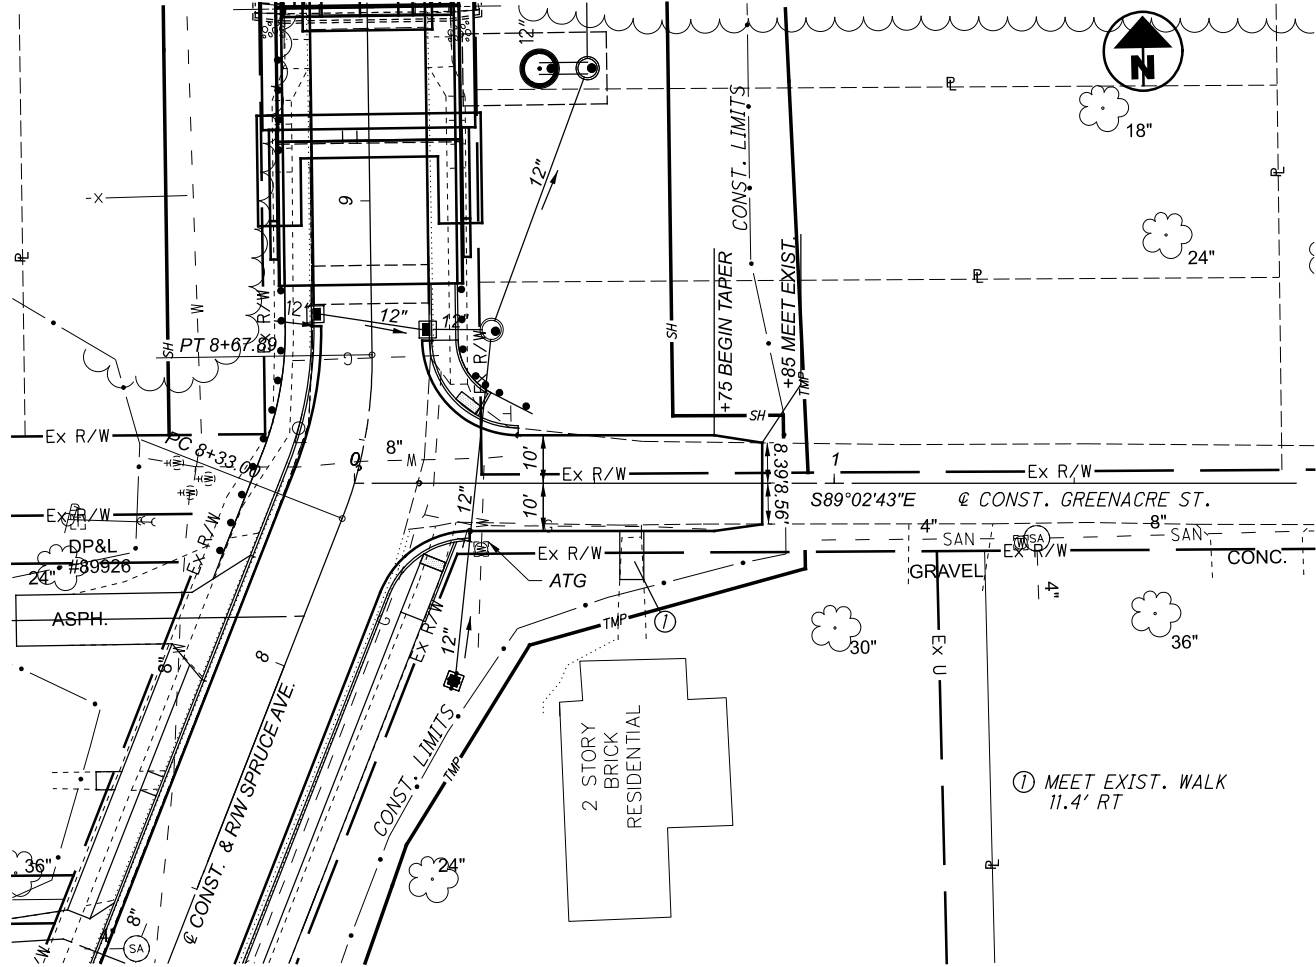 12"
N
18"
24"
P
L
P
L
P
L
P
L
CONST. LIMITS
12"
9
X
W
SH
Ex R/W
12"
12"
12"
PT 8+67.89
R/W
SH
+75 BEGIN TAPER
+85 MEET EXIST.
TMP
SH
Ex R/W
PC 8+33.00
0
8"
W
10'
10'
Ex R/W
8.39'
8.56'
1
Ex R/W
S89°02'43"E
℄ CONST. GREENACRE ST.
12"
Ex R/W
Ex R/W
DP&L
#89926
24"
Ex R/W
ATG
4"
SAN
SA
Ex R/W
8"
SAN
GRAVEL
CONC.
4"
ASPH.
8"
8
G
Ex R/W
12"
TMP
1
30"
36"
Ex U
℄ CONST. & R/W SPRUCE AVE.
CONST. LIMITS
TMP
2 STORY
BRICK
RESIDENTIAL
1 MEET EXIST. WALK
11.4' RT
P
L
36"
24"
8"
4"
SA
R/W